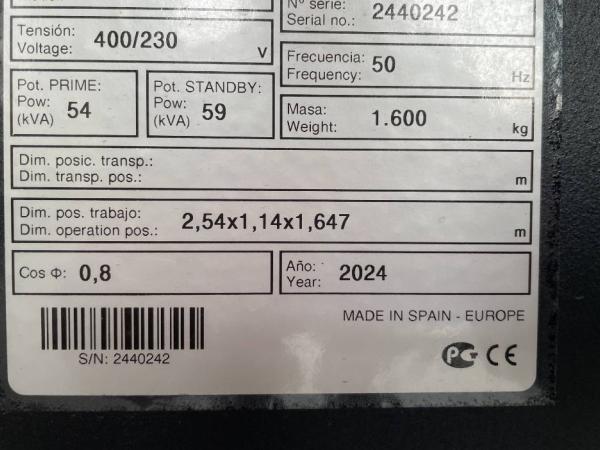 Nº serie:
Serial no.: 2440242
Tensión:
Voltage: 400/230 V
Frecuencia:
Frequency: 50 Hz
Pot. PRIME:
Pow: 54
(kVA)
Pot. STANDBY:
Pow: 59
(kVA)
Masa:
Weight: 1.600 kg
Dim. posic. transp.:
Dim. transp. pos.: m
Dim. pos. trabajo:
Dim. operation pos.: 2,54x1,14x1,647 m
Cos Φ: 0,8
Año:
Year: 2024
MADE IN SPAIN - EUROPE
S/N: 2440242
CE